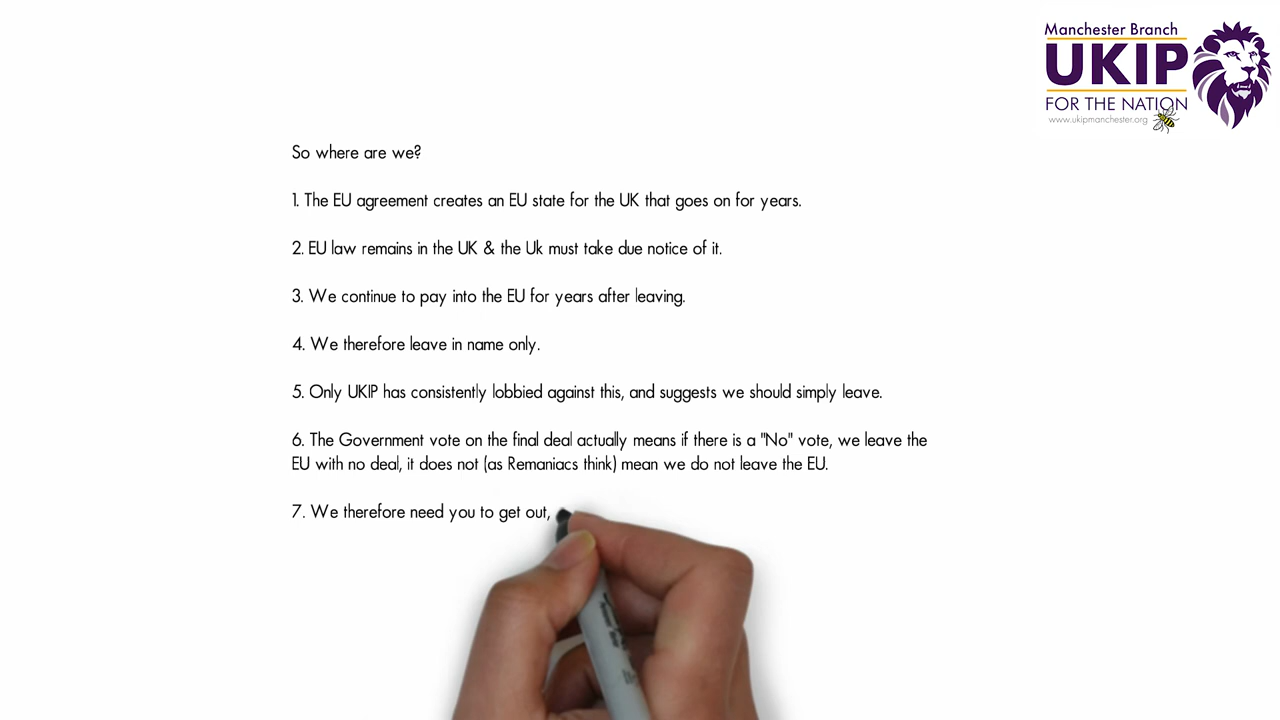 Manchester Branch
UKIP
FOR THE NATION
www.ukipmanchester.org
So where are we?
1. The EU agreement creates an EU state for the UK that goes on for years.
2. EU law remains in the UK & the Uk must take due notice of it.
3. We continue to pay into the EU for years after leaving.
4. We therefore leave in name only.
5. Only UKIP has consistently lobbied against this, and suggests we should simply leave.
6. The Government vote on the final deal actually means if there is a "No" vote, we leave the
EU with no deal, it does not (as Remaniacs think) mean we do not leave the EU.
7. We therefore need you to get out,